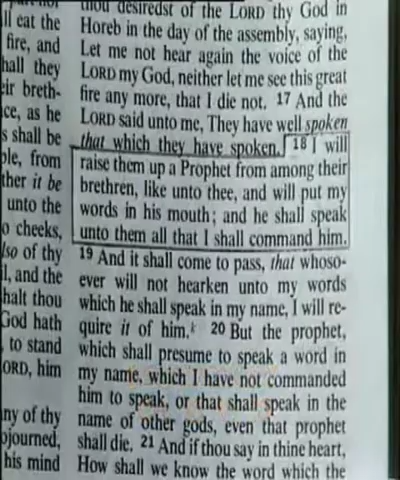 ll eat the
fire, and
hall they
eir breth-
ce, as he
s shall be
ple, from
ther it be
unto the
o cheeks,
lso of thy
l, and the
halt thou
God hath
, to stand
ORD, him
ny of thy
ojourned,
his mind
thou desiredst of the LORD thy God in
Horeb in the day of the assembly, saying,
Let me not hear again the voice of the
LORD my God, neither let me see this great
fire any more, that I die not. 17 And the
LORD said unto me, They have well spoken
that which they have spoken. 18 I will
raise them up a Prophet from among their
brethren, like unto thee, and will put my
words in his mouth; and he shall speak
unto them all that I shall command him.
19 And it shall come to pass, that whoso-
ever will not hearken unto my words
which he shall speak in my name, I will re-
quire it of him. 20 But the prophet,
which shall presume to speak a word in
my name, which I have not commanded
him to speak, or that shall speak in the
name of other gods, even that prophet
shall die. 21 And if thou say in thine heart,
How shall we know the word which the